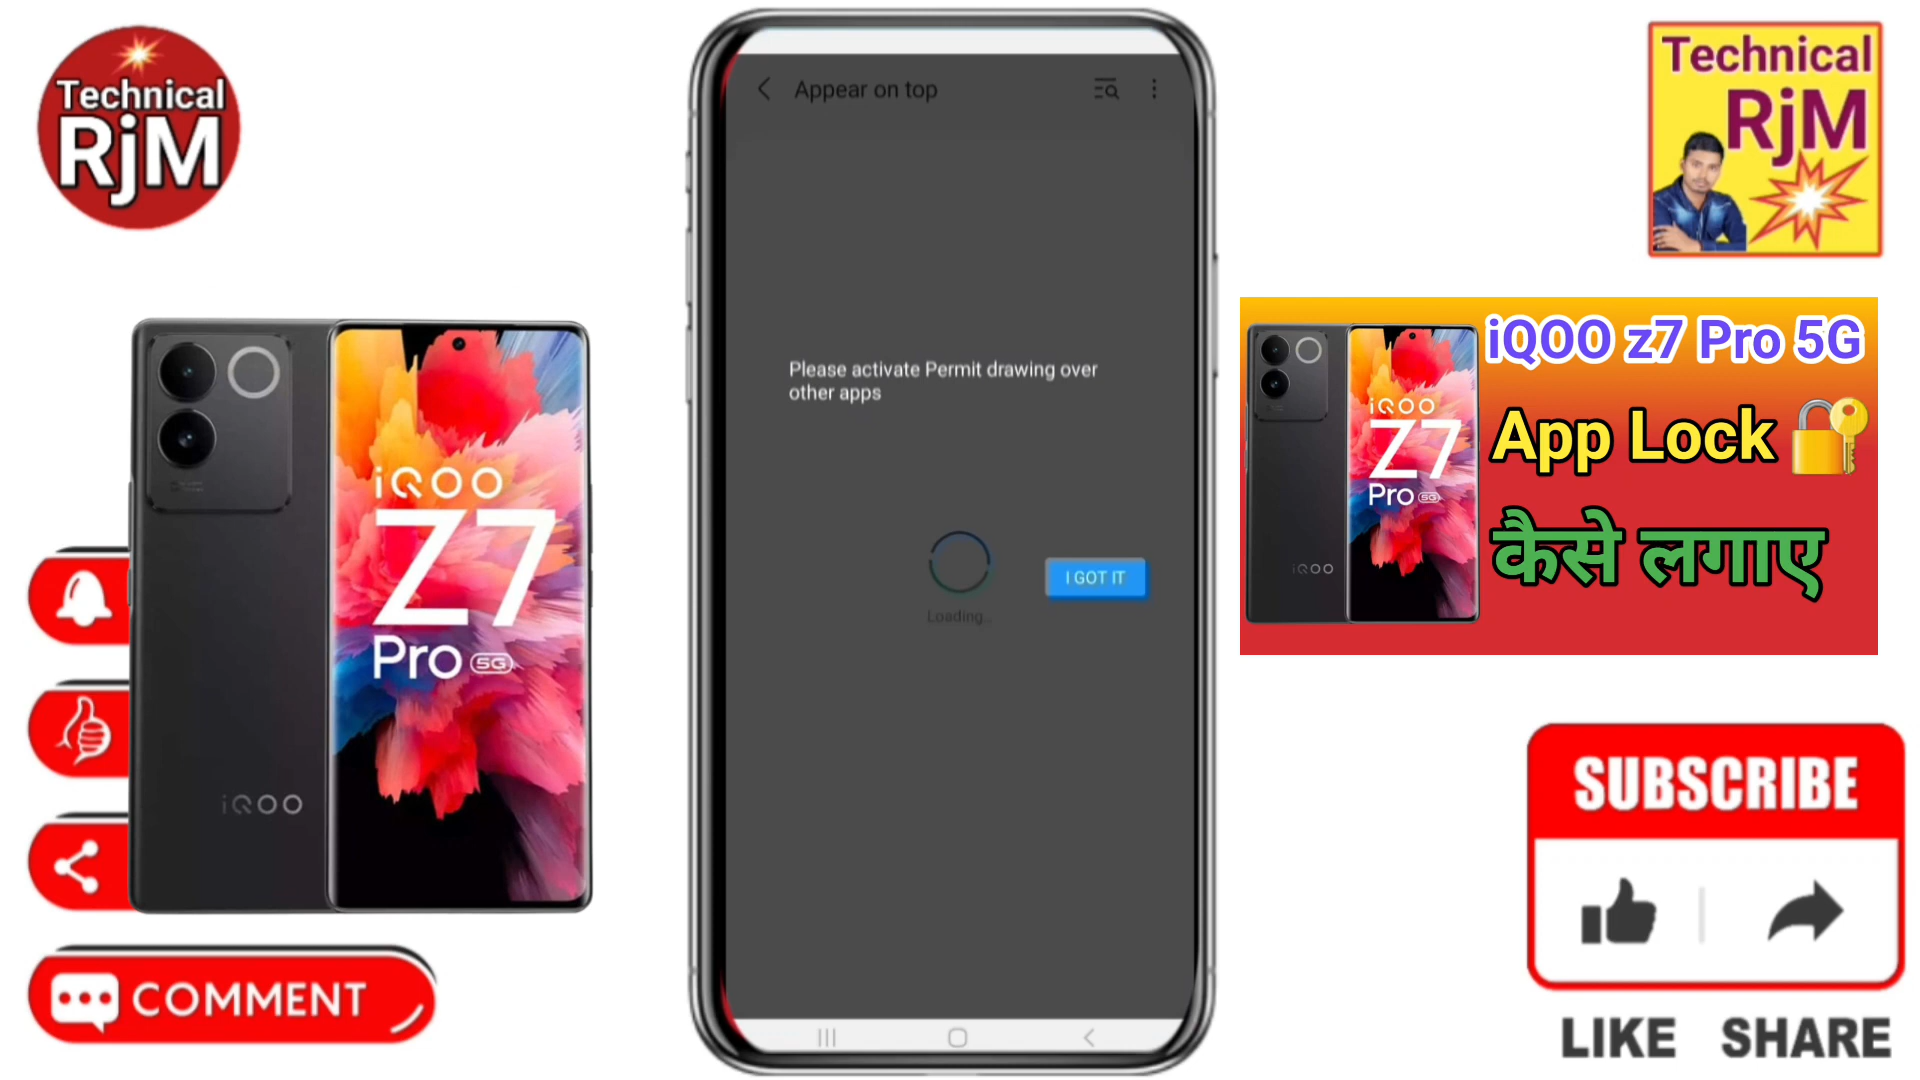 Technical
RjM
iQOO
Z7
Pro 5G
iQOO
COMMENT
Appear on top
Please activate Permit drawing over
other apps
Loading...
I GOT IT
Technical
RjM
iQOO z7 Pro 5G
App Lock
कैसे लगाए
iQOO
Z7
Pro 5G
iQOO
SUBSCRIBE
LIKE SHARE